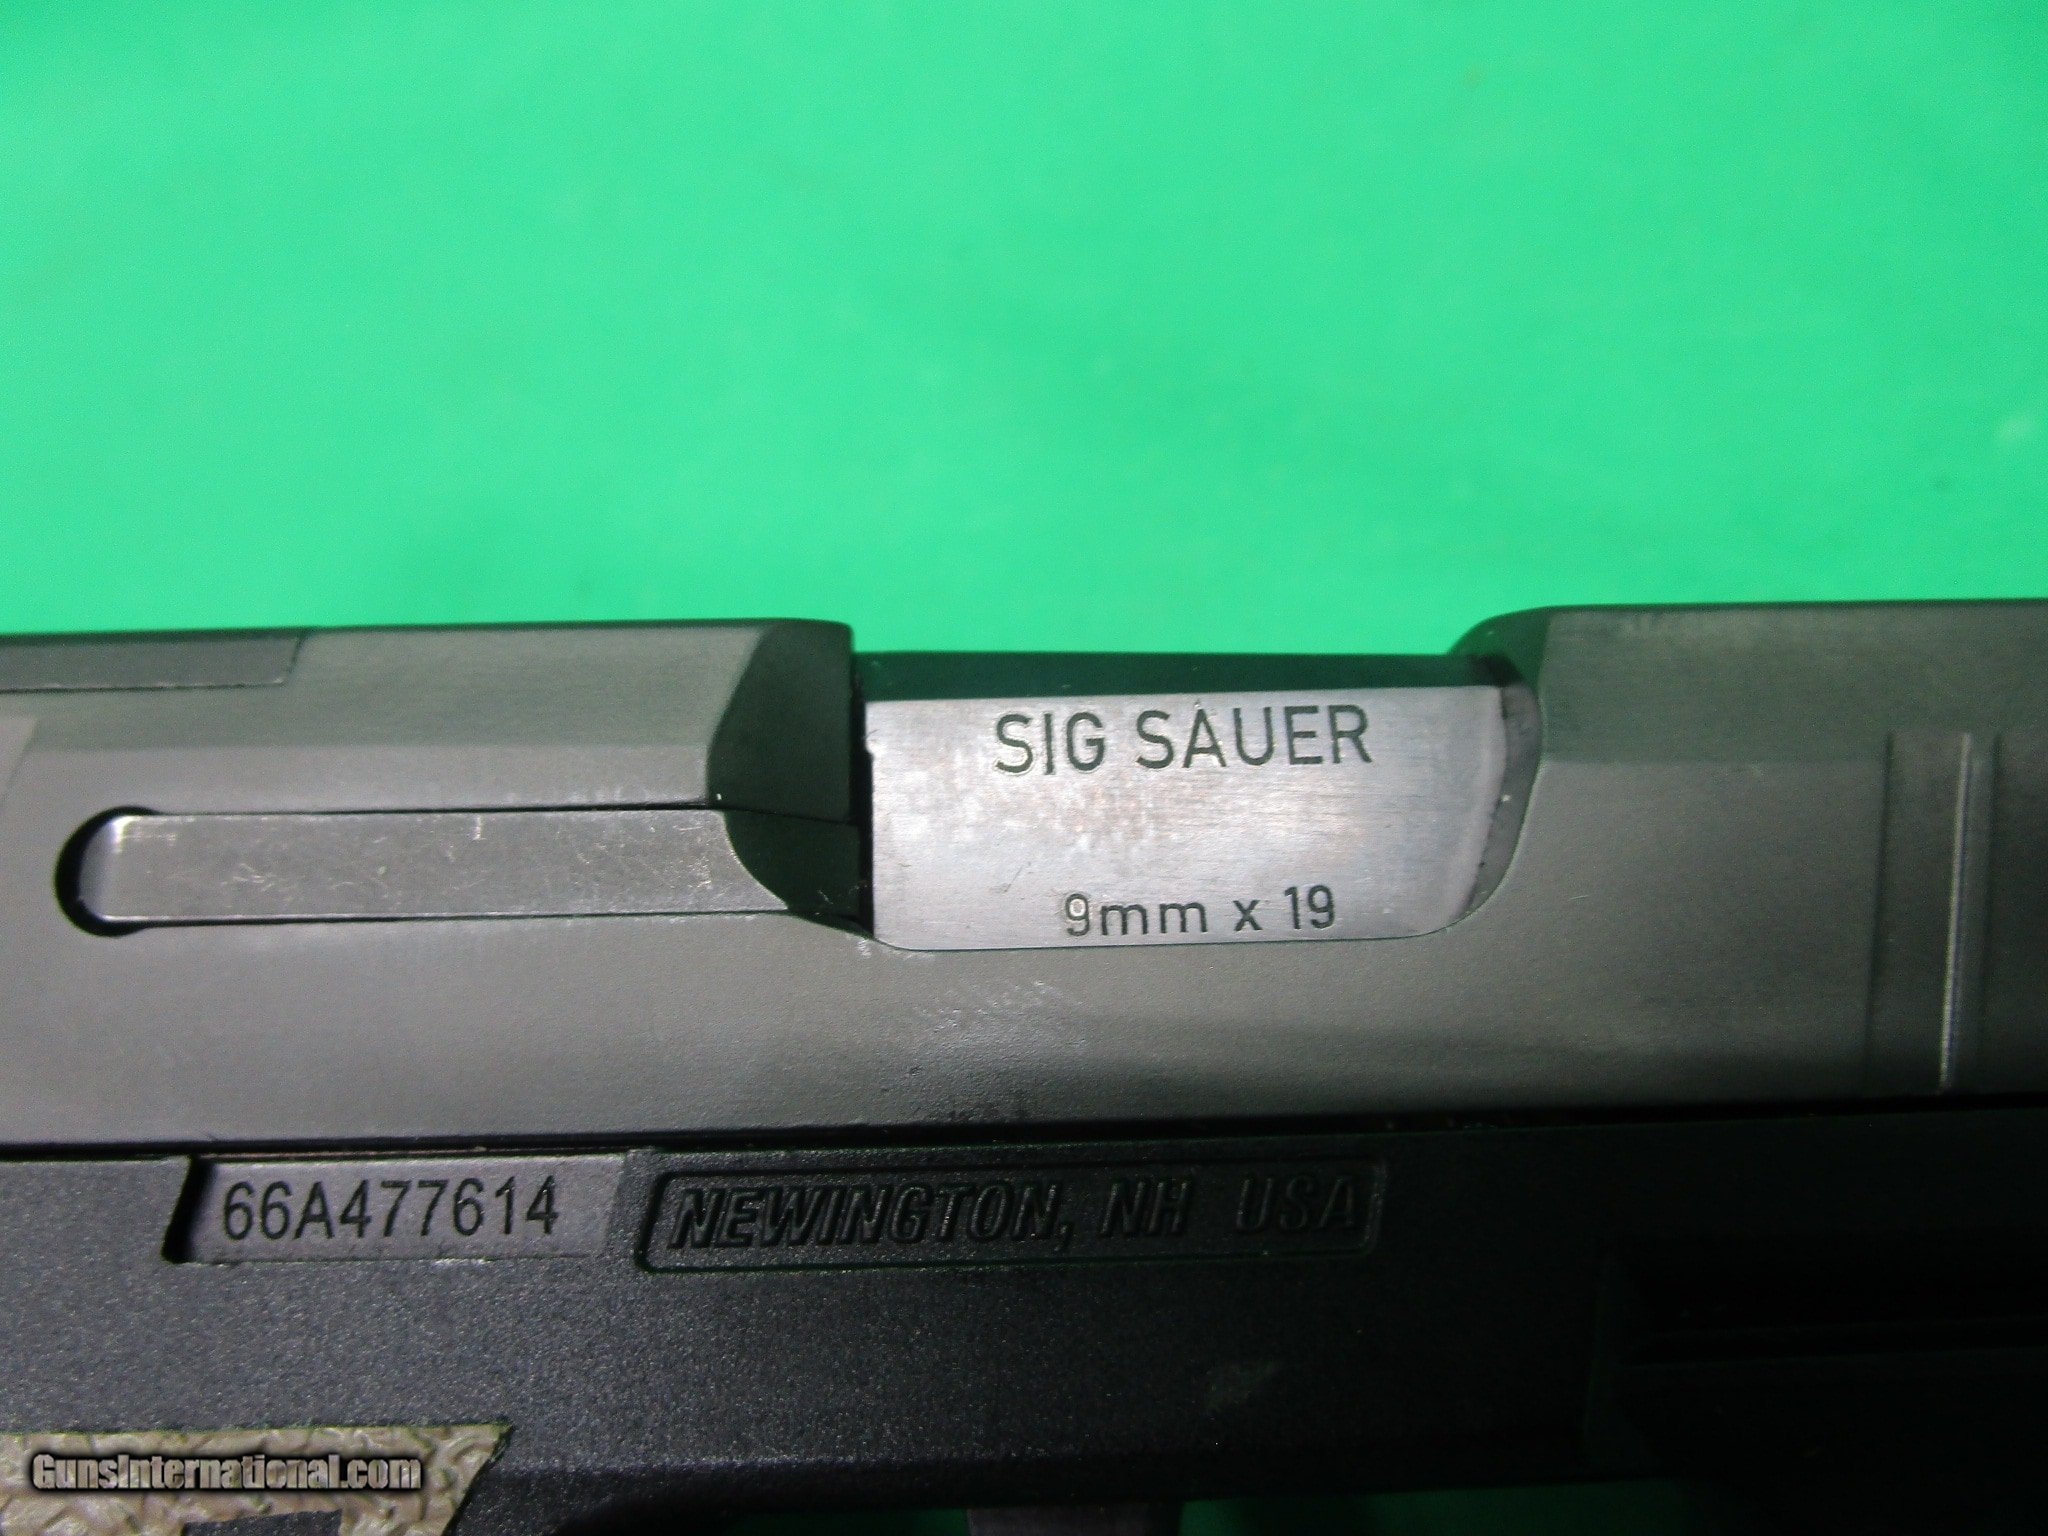 SIG SAUER
9mm x 19
66A477614
NEWINGTON, NH USA
GunsInternational.com